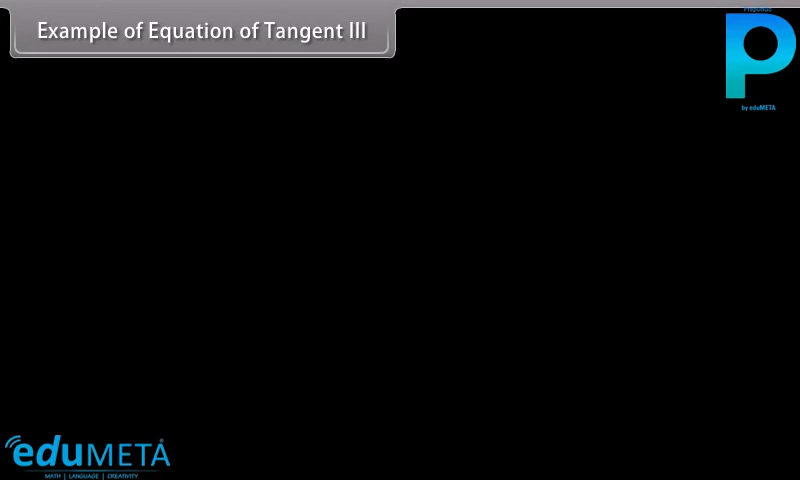 Example of Equation of Tangent III
P
by eduMETA
eduMETA
MATH | LANGUAGE | CREATIVITY